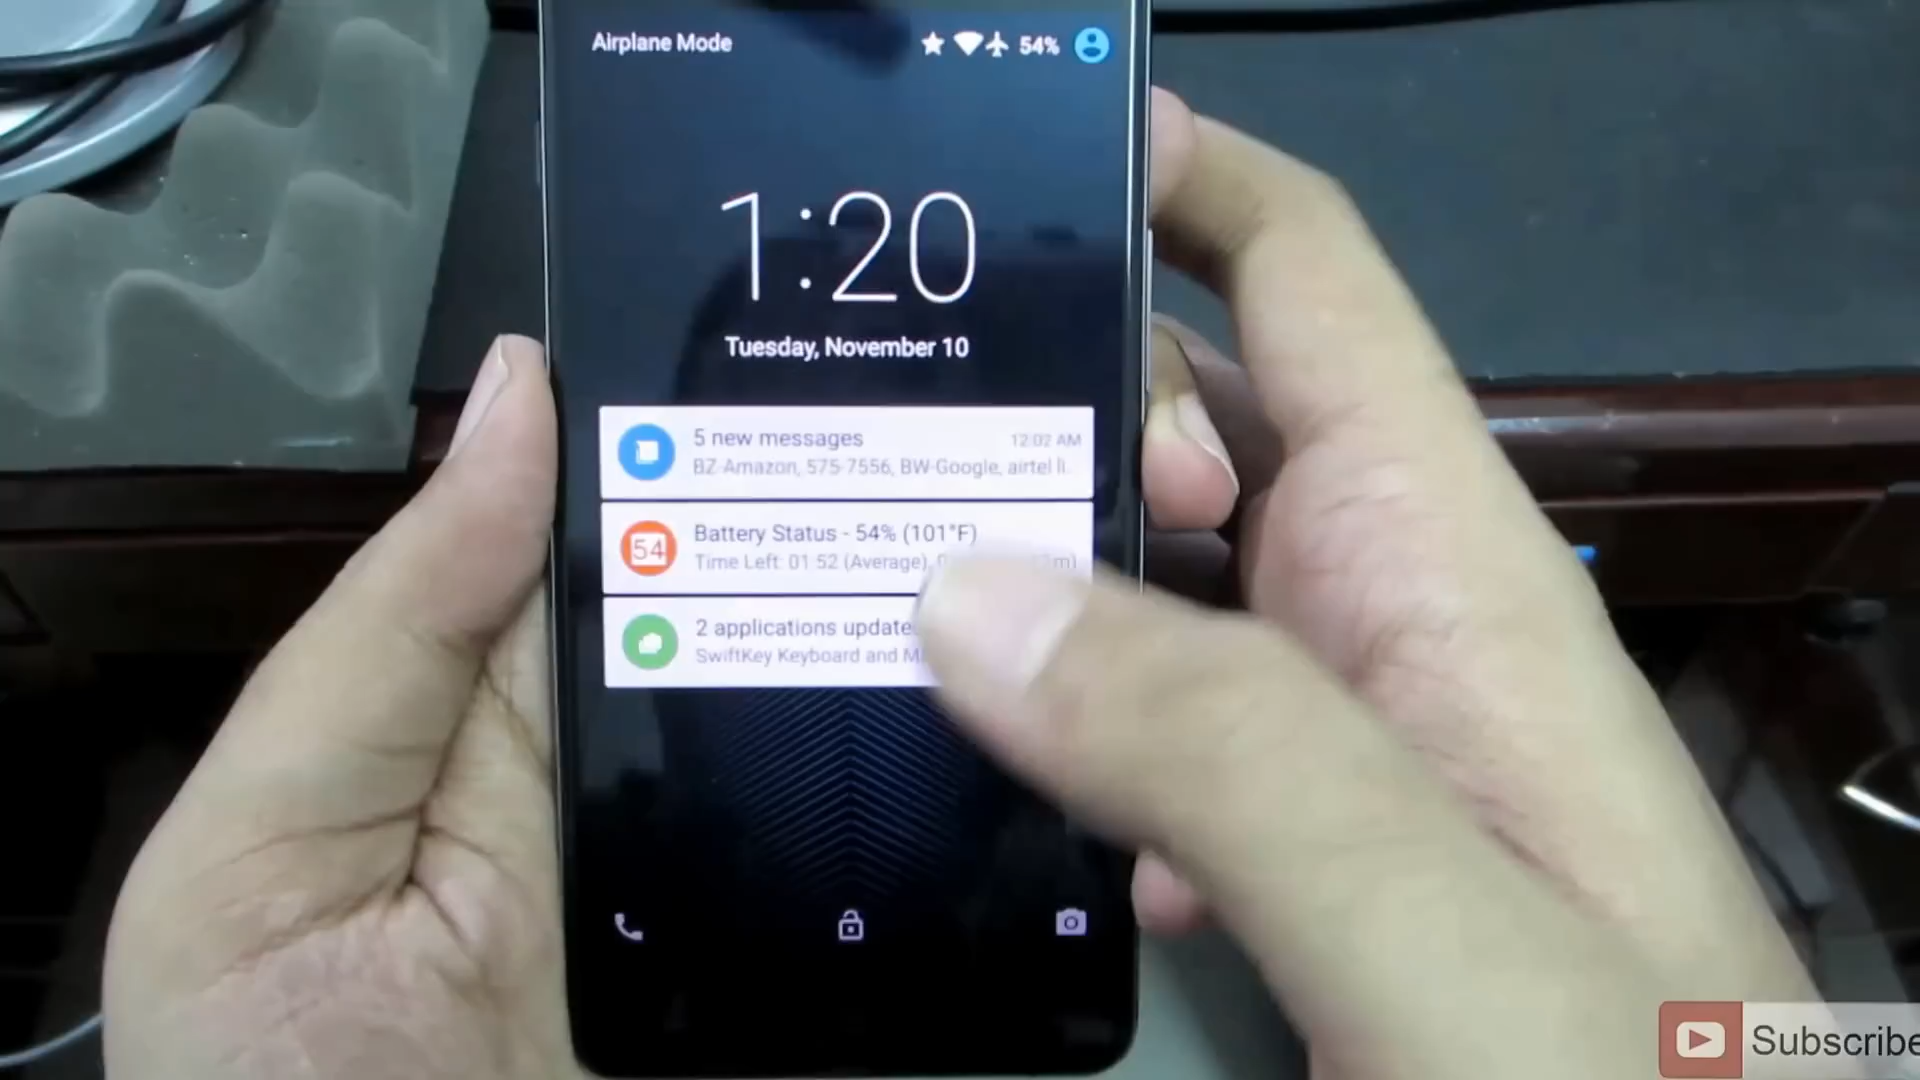 Airplane Mode 54%
1:20
Tuesday, November 10
5 new messages 12:02 AM
BZ-Amazon, 575-7556, BW-Google, airtel li
54 Battery Status - 54% (101°F)
Time Left: 01:52 (Average),
2 applications update
SwiftKey Keyboard and M
Subscribe